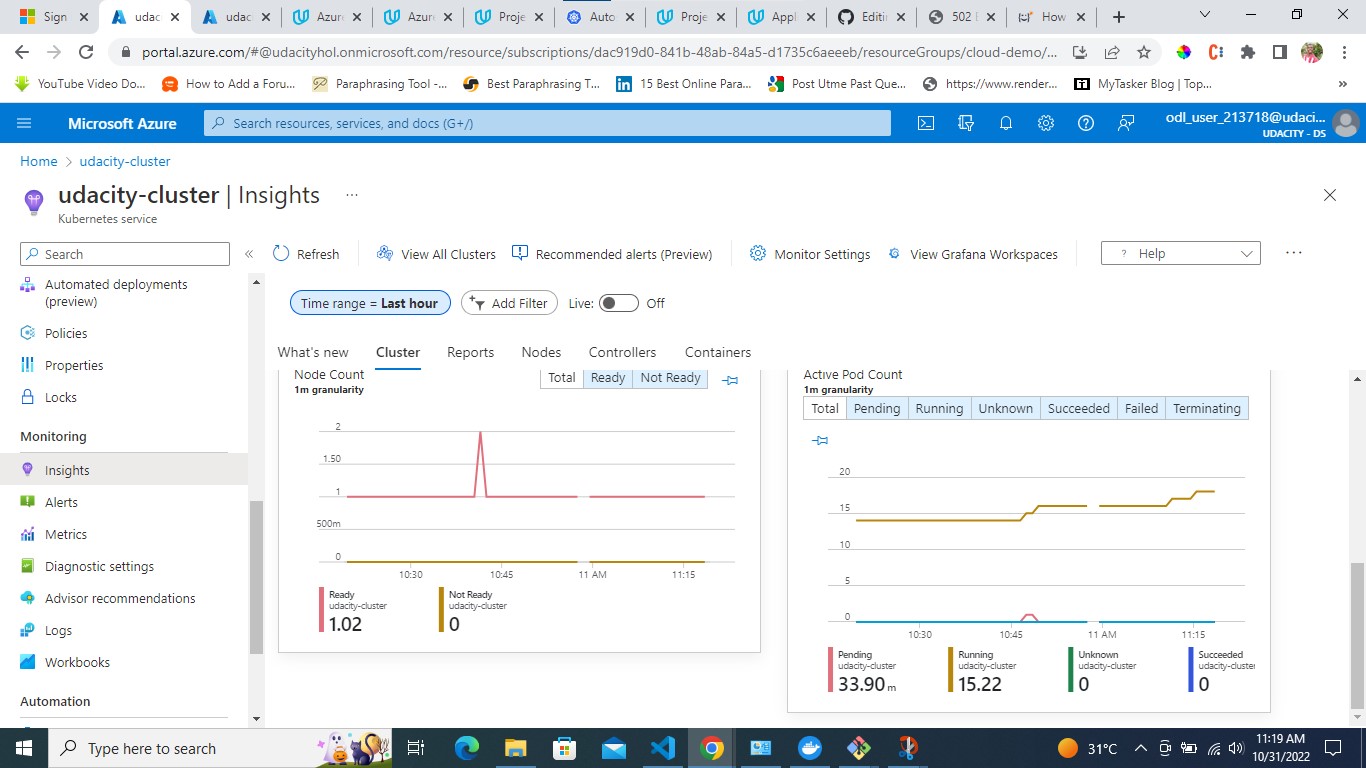 Sign
udac
udac
Azur
Azur
Proje
Auto
Proje
Appl
Editi
502 E
How
portal.azure.com/#@udacityhol.onmicrosoft.com/resource/subscriptions/dac919d0-841b-48ab-84a5-d1735c6aeeeb/resourceGroups/cloud-demo/...
YouTube Video Do...
How to Add a Foru...
Paraphrasing Tool -...
Best Paraphrasing T...
15 Best Online Para...
Post Utme Past Que...
https://www.render...
MyTasker Blog | Top...
Microsoft Azure
Search resources, services, and docs (G+/)
odl_user_213718@udaci...
UDACITY - DS
Home > udacity-cluster
udacity-cluster | Insights ...
Kubernetes service
Search
Refresh
View All Clusters
Recommended alerts (Preview)
Monitor Settings
View Grafana Workspaces
? Help
Automated deployments
(preview)
Policies
Properties
Locks
Monitoring
Insights
Alerts
Metrics
Diagnostic settings
Advisor recommendations
Logs
Workbooks
Automation
Time range = Last hour
Add Filter
Live: Off
What's new
Cluster
Reports
Nodes
Controllers
Containers
Node Count
1m granularity
Total Ready Not Ready
2
1.50
1
500m
0
10:30 10:45 11 AM 11:15
Ready
udacity-cluster
1.02
Not Ready
udacity-cluster
0
Active Pod Count
1m granularity
Total Pending Running Unknown Succeeded Failed Terminating
20
15
10
5
0
10:30 10:45 11 AM 11:15
Pending
udacity-cluster
33.90 m
Running
udacity-cluster
15.22
Unknown
udacity-cluster
0
Succeeded
udacity-cluste
0
Type here to search
31°C
11:19 AM
10/31/2022